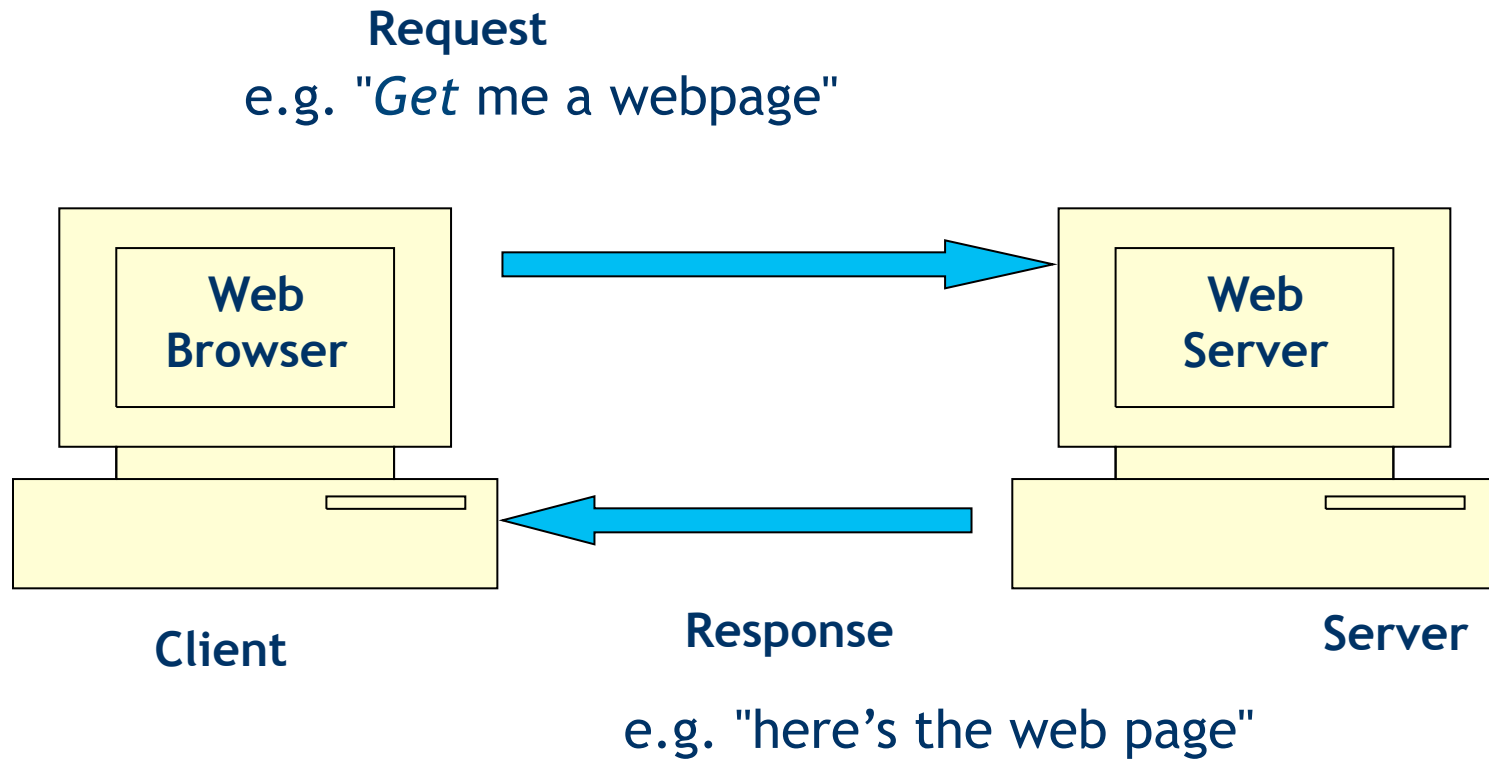 Request
e.g. "Get me a webpage"
Web
Browser
Web
Server
Client
Response
Server
e.g. "here’s the web page"